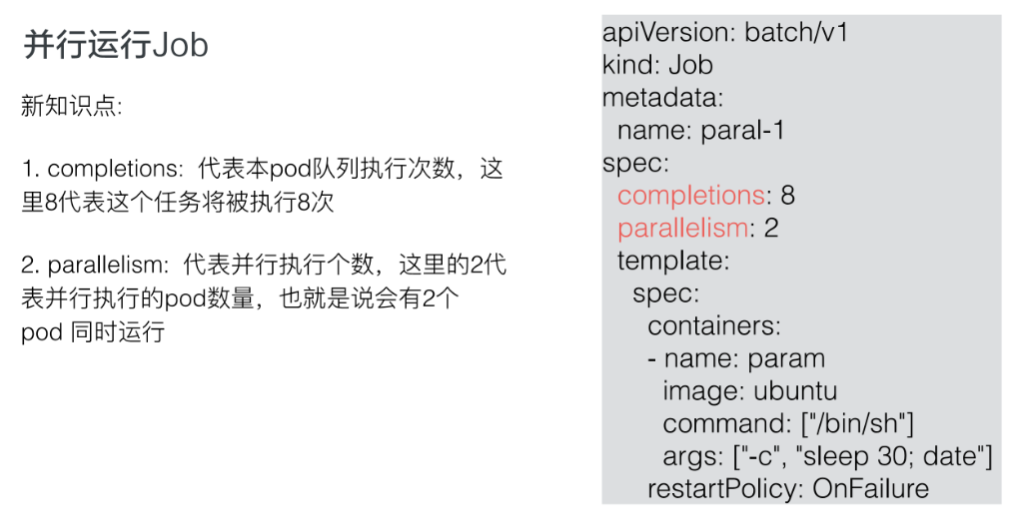 并行运行Job
新知识点:
1. completions: 代表本pod队列执行次数，这
里8代表这个任务将被执行8次
2. parallelism: 代表并行执行个数，这里的2代
表并行执行的pod数量，也就是说会有2个
pod 同时运行
apiVersion: batch/v1
kind: Job
metadata:
  name: paral-1
spec:
  completions: 8
  parallelism: 2
  template:
    spec:
      containers:
      - name: param
        image: ubuntu
        command: ["/bin/sh"]
        args: ["-c", "sleep 30; date"]
      restartPolicy: OnFailure